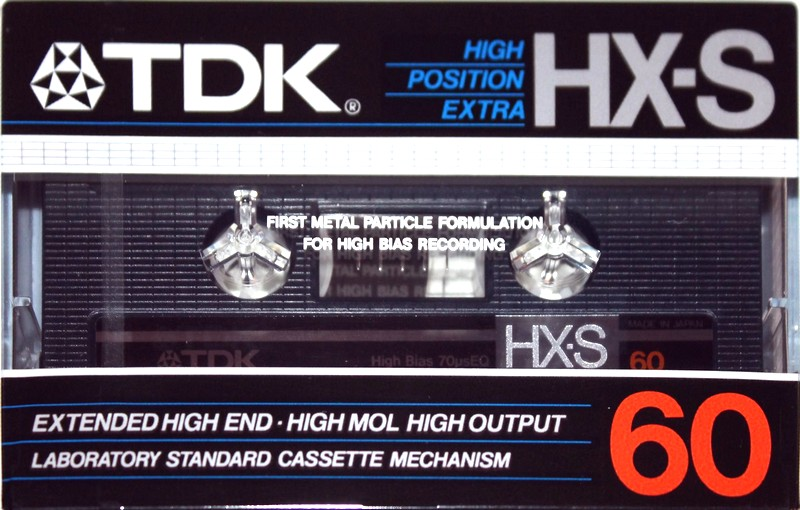 TDK®
HIGH
POSITION
EXTRA
HX-S
FIRST METAL PARTICLE FORMULATION
FOR HIGH BIAS RECORDING
MADE IN JAPAN
TDK
High Bias 70μsEQ
HX-S
60
EXTENDED HIGH END · HIGH MOL HIGH OUTPUT
LABORATORY STANDARD CASSETTE MECHANISM
60